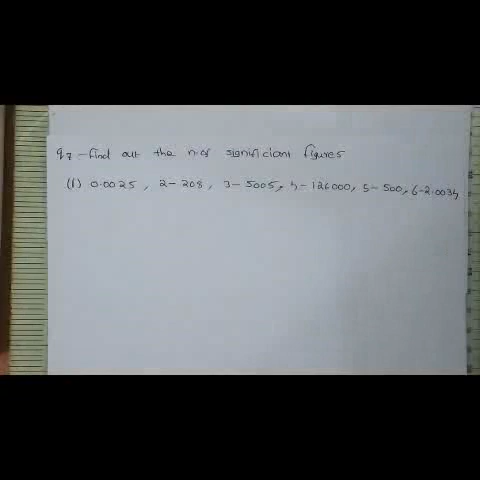 q7 - find out the n.of significiant figures
(1) 0.0025 , 2- 208 , 3- 5005, 4- 126000, 5- 500, 6-2.0034